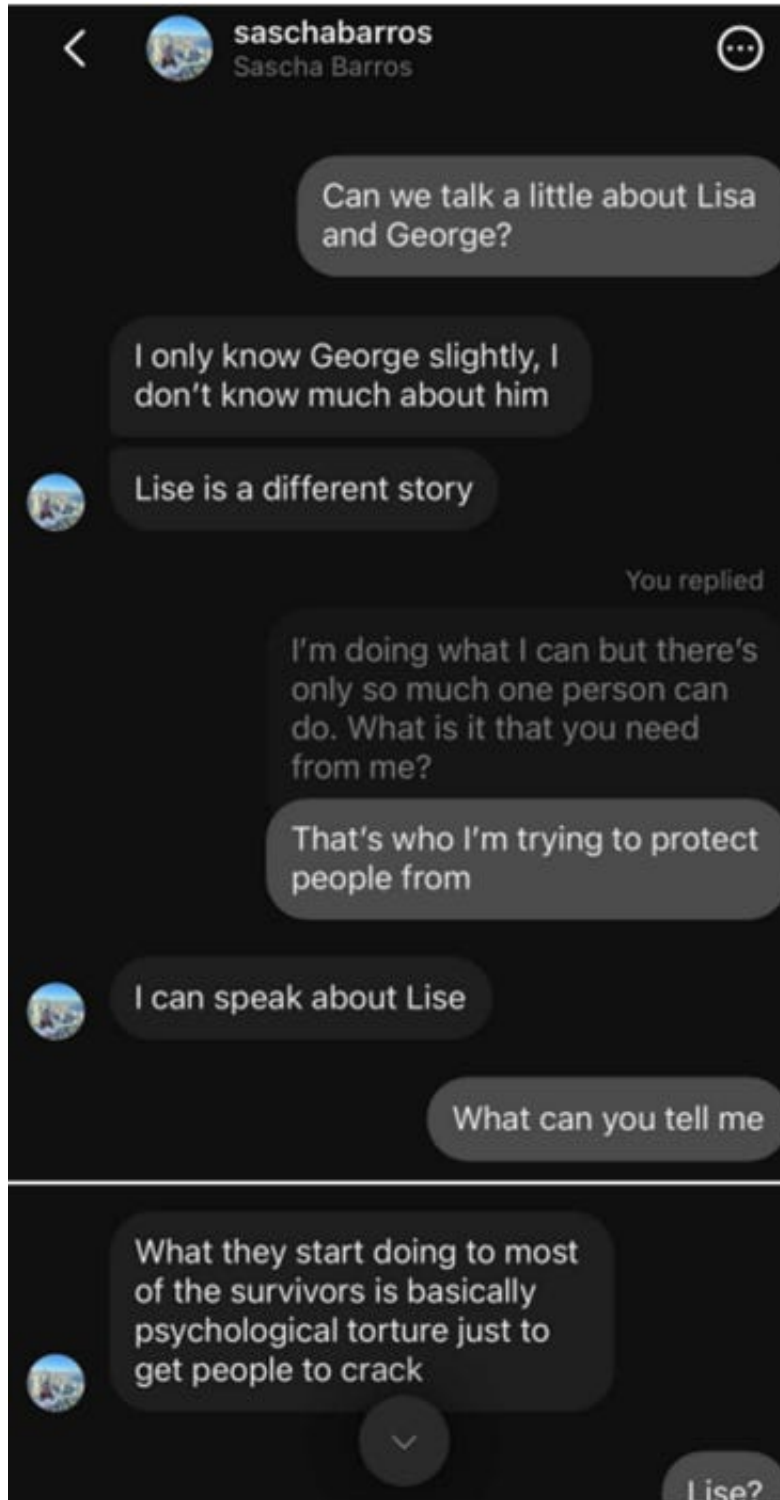 saschabarros
Sascha Barros
Can we talk a little about Lisa
and George?
I only know George slightly, I
don't know much about him
Lise is a different story
You replied
I'm doing what I can but there's
only so much one person can
do. What is it that you need
from me?
That's who I'm trying to protect
people from
I can speak about Lise
What can you tell me
What they start doing to most
of the survivors is basically
psychological torture just to
get people to crack
Lise?